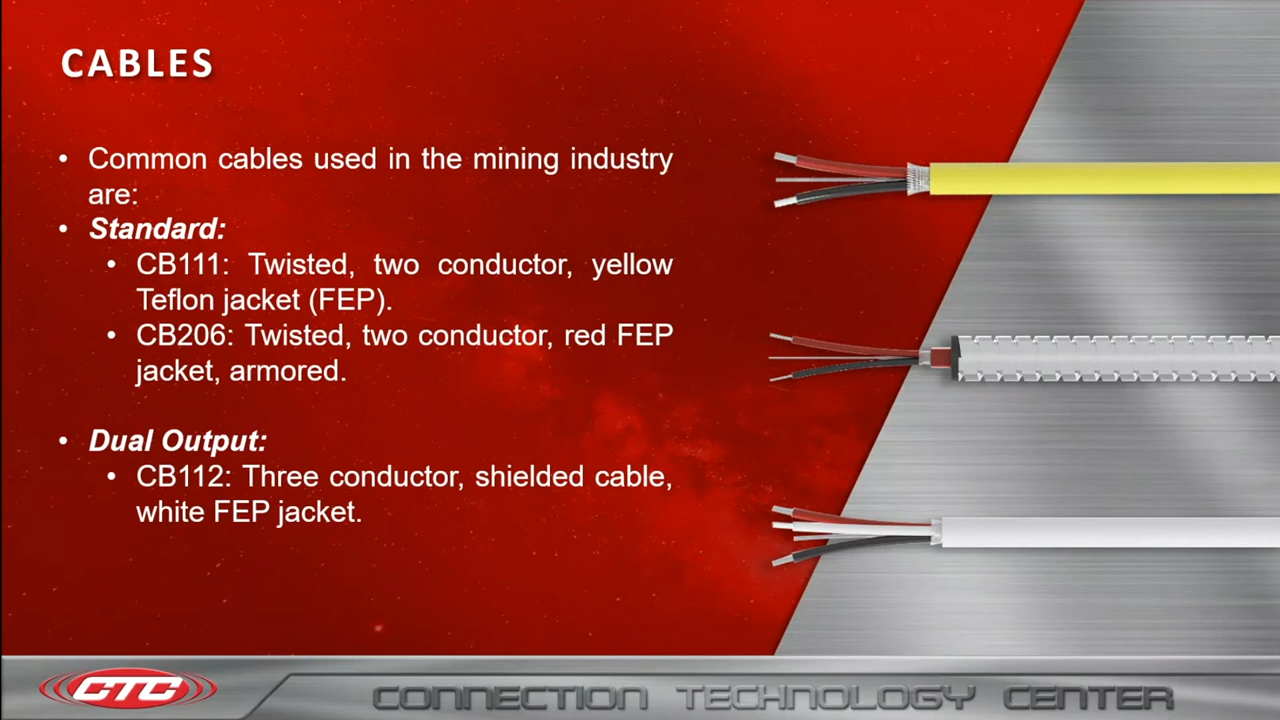 CABLES
• Common cables used in the mining industry
are:
• Standard:
• CB111: Twisted, two conductor, yellow
Teflon jacket (FEP).
• CB206: Twisted, two conductor, red FEP
jacket, armored.
• Dual Output:
• CB112: Three conductor, shielded cable,
white FEP jacket.
CTC
CONNECTION TECHNOLOGY CENTER